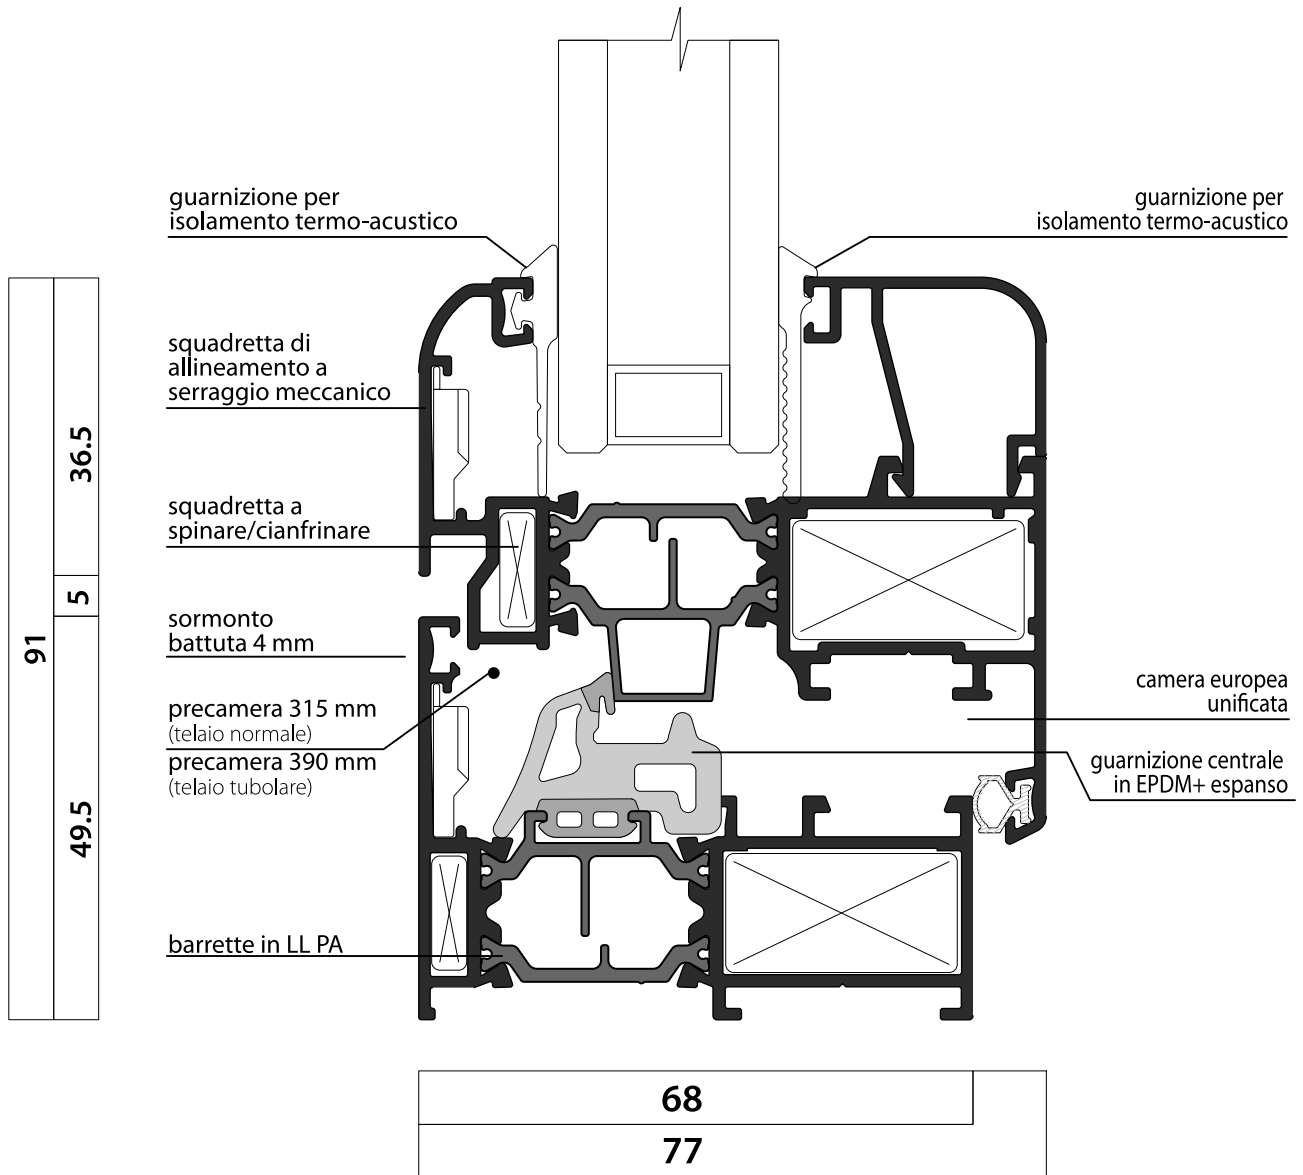 guarnizione per
isolamento termo-acustico
guarnizione per
isolamento termo-acustico
squadretta di
allineamento a
serraggio meccanico
squadretta a
spinare/cianfrinare
sormonto
battuta 4 mm
precamera 315 mm
(telaio normale)
precamera 390 mm
(telaio tubolare)
barrette in LL PA
camera europea
unificata
guarnizione centrale
in EPDM+ espanso
91
36.5
5
49.5
68
77